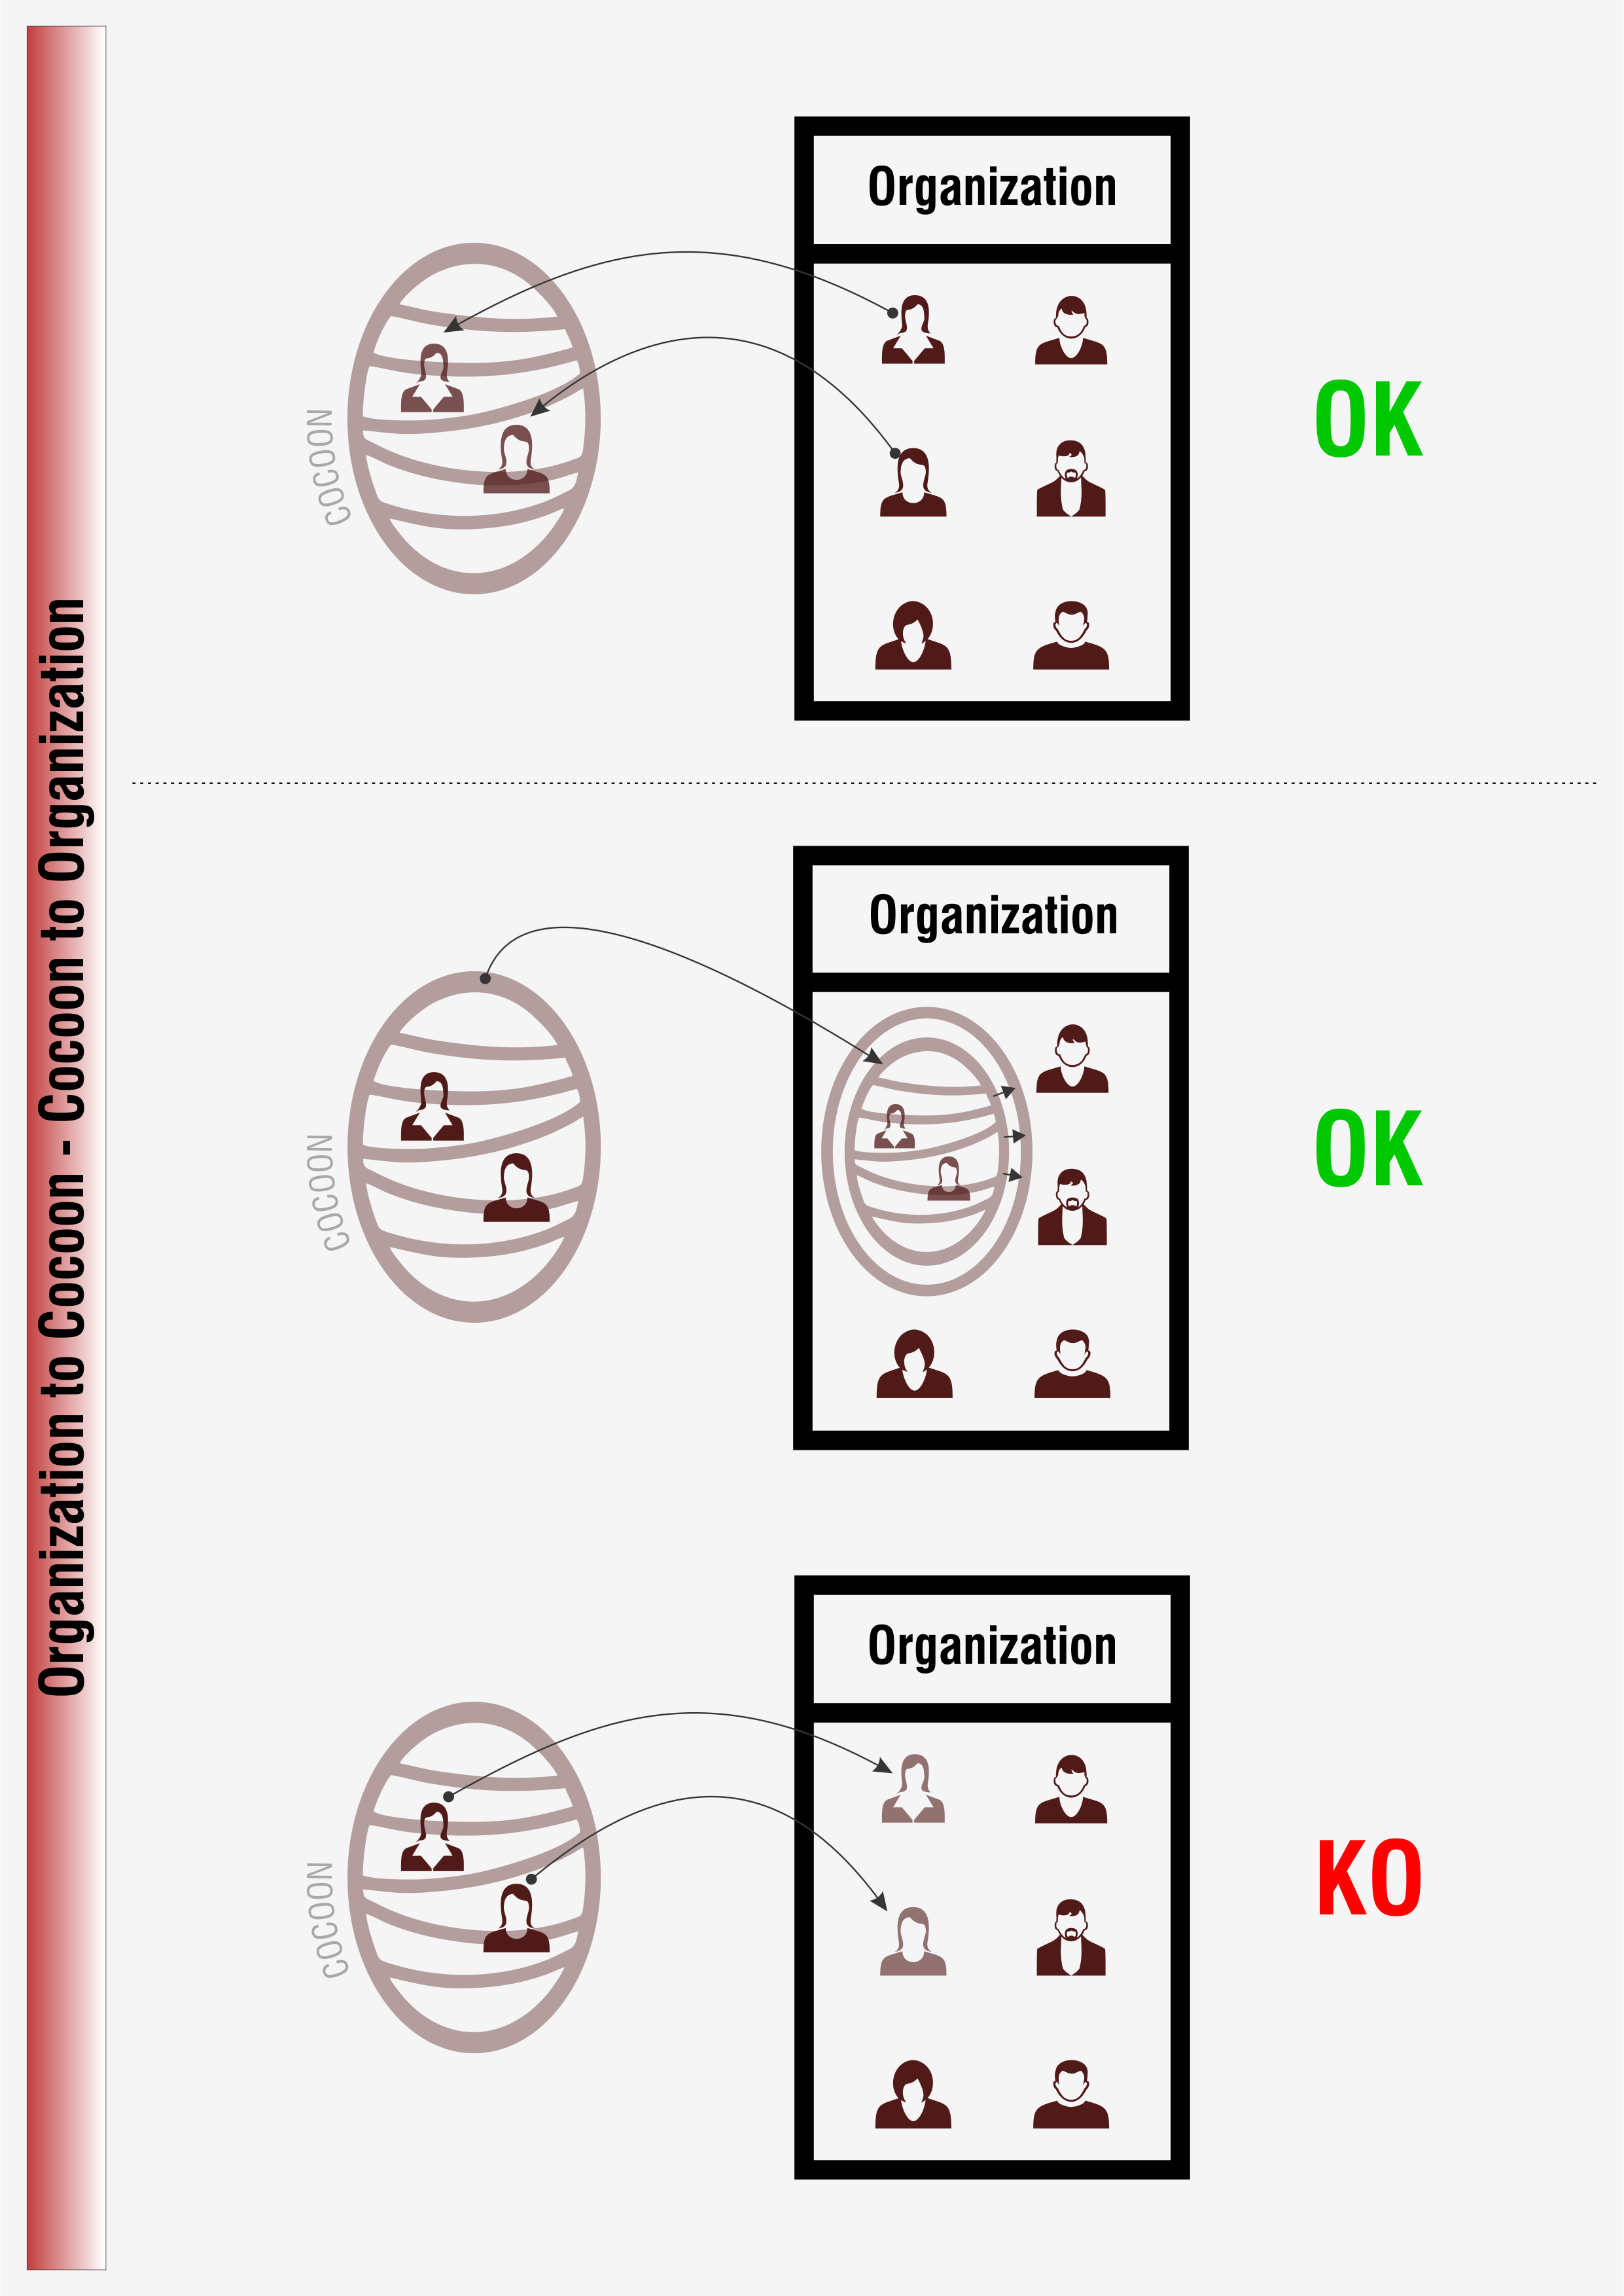 Organization to Cocoon - Cocoon to Organization
Organization
COCOON
OK
Organization
COCOON
OK
Organization
COCOON
KO